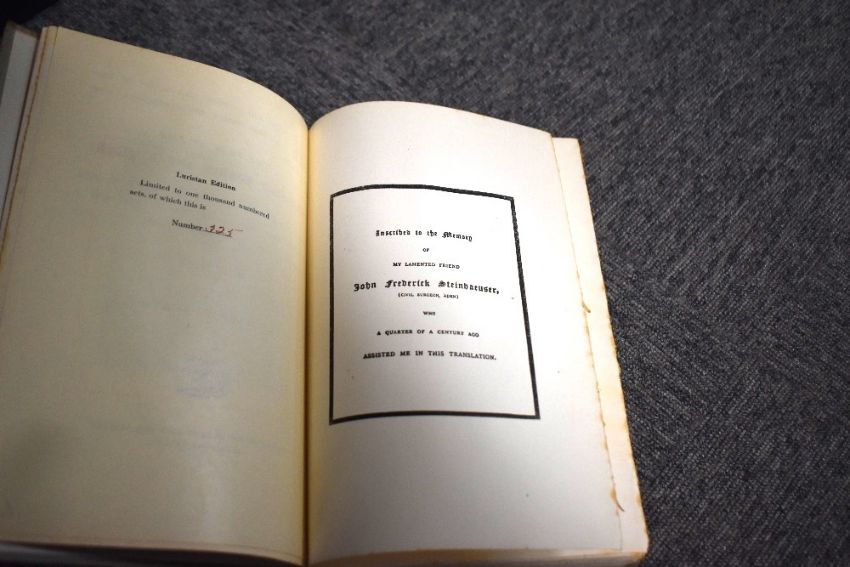 Luristan Edition
Limited to one thousand numbered
sets, of which this is
Number 121
Inscribed to the Memory
OF
MY LAMENTED FRIEND
John Frederick Steinhaeuser,
(CIVIL SURGEON, ADEN)
WHO
A QUARTER OF A CENTURY AGO
ASSISTED ME IN THIS TRANSLATION.